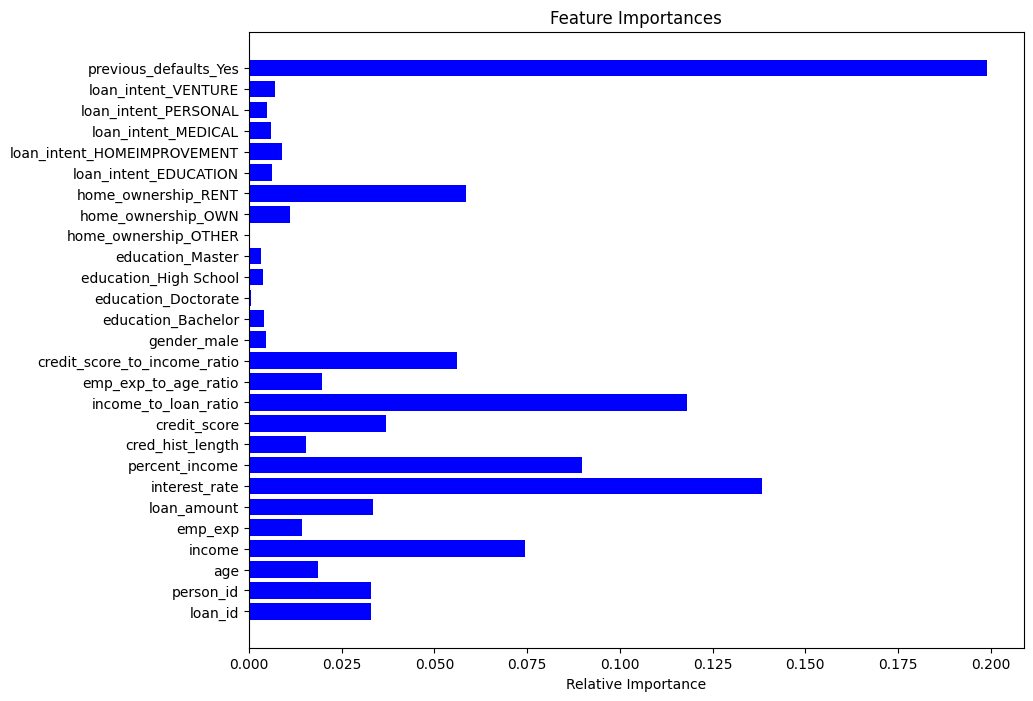 Feature Importances
previous_defaults_Yes
loan_intent_VENTURE
loan_intent_PERSONAL
loan_intent_MEDICAL
loan_intent_HOMEIMPROVEMENT
loan_intent_EDUCATION
home_ownership_RENT
home_ownership_OWN
home_ownership_OTHER
education_Master
education_High School
education_Doctorate
education_Bachelor
gender_male
credit_score_to_income_ratio
emp_exp_to_age_ratio
income_to_loan_ratio
credit_score
cred_hist_length
percent_income
interest_rate
loan_amount
emp_exp
income
age
person_id
loan_id
0.000 0.025 0.050 0.075 0.100 0.125 0.150 0.175 0.200
Relative Importance